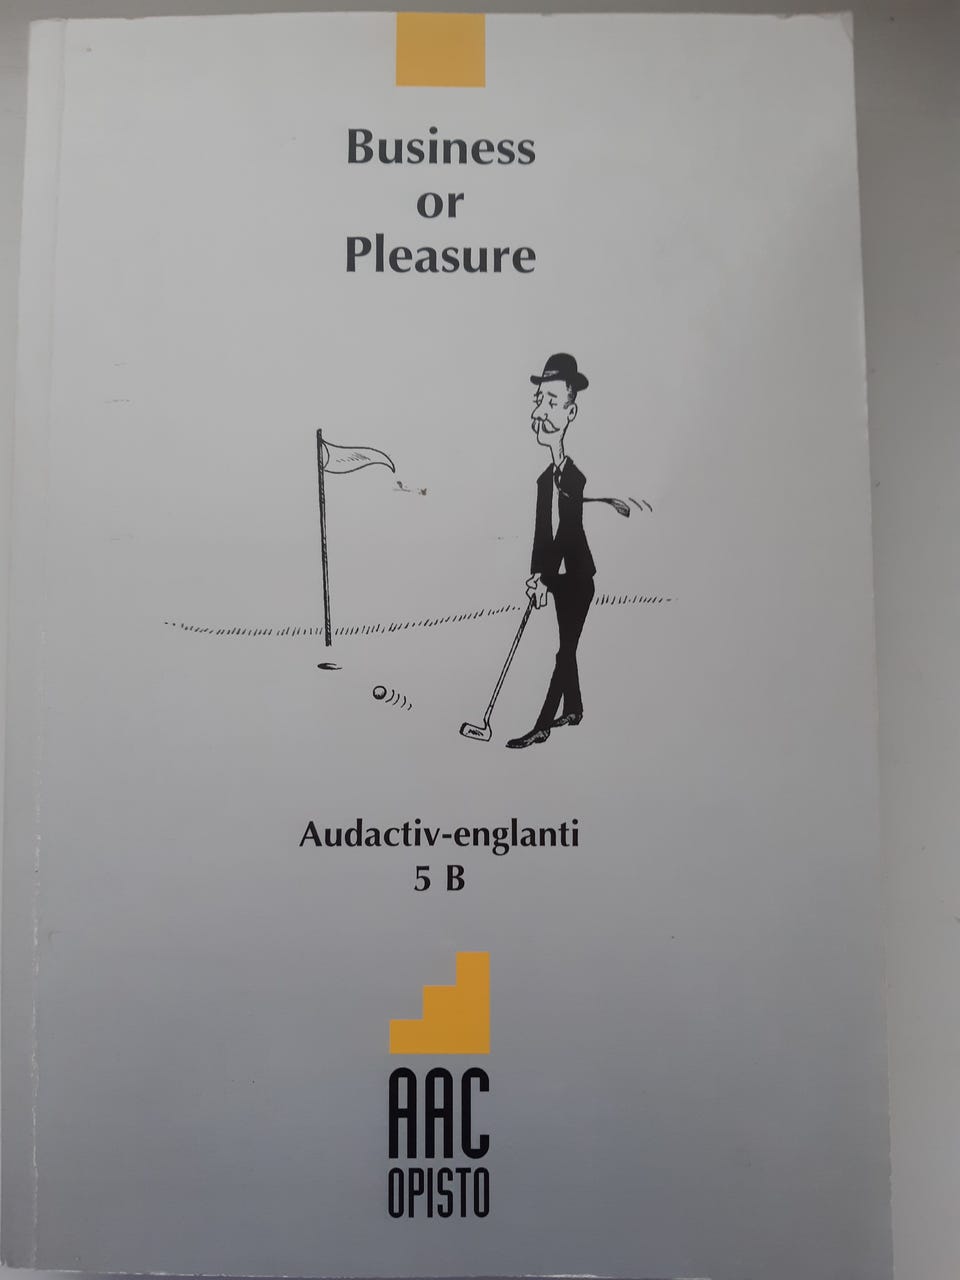 Business
or
Pleasure
Audactiv-englanti
5 B
AAC
OPISTO